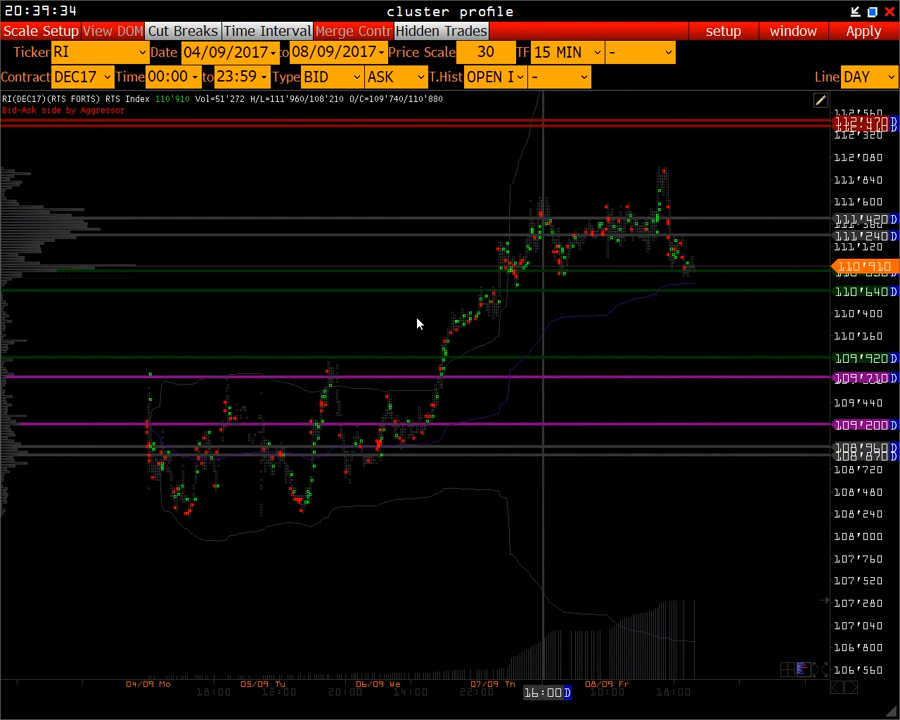 20:39:34 cluster profile
Scale Setup View DOM Cut Breaks Time Interval Merge Contr Hidden Trades setup window Apply
Ticker RI Date 04/09/2017 to 08/09/2017 Price Scale 30 TF 15 MIN -
Contract DEC17 Time 00:00 to 23:59 Type BID ASK T.Hist OPEN I - Line DAY
RI(DEC17)(RTS FORTS) RTS Index 110'910 Vol=51'272 H/L=111'960/108'210 O/C=109'740/110'880
Bid-Ask side by Aggressor
112'560
112'470 D
112'320
112'080
111'840
111'600
111'420 D
111'240 D
111'120
110'910
110'640 D
110'400
110'160
109'920 D
109'710 D
109'440
109'200 D
108'960 D
108'870 D
108'720
108'480
108'240
108'000
107'760
107'520
107'280
107'040
106'800
106'560
04/09 Mo 05/09 Tu 06/09 We 07/09 Th 08/09 Fr
18:00 12:00 20:00 14:00 22:00 16:00 D 10:00 18:00